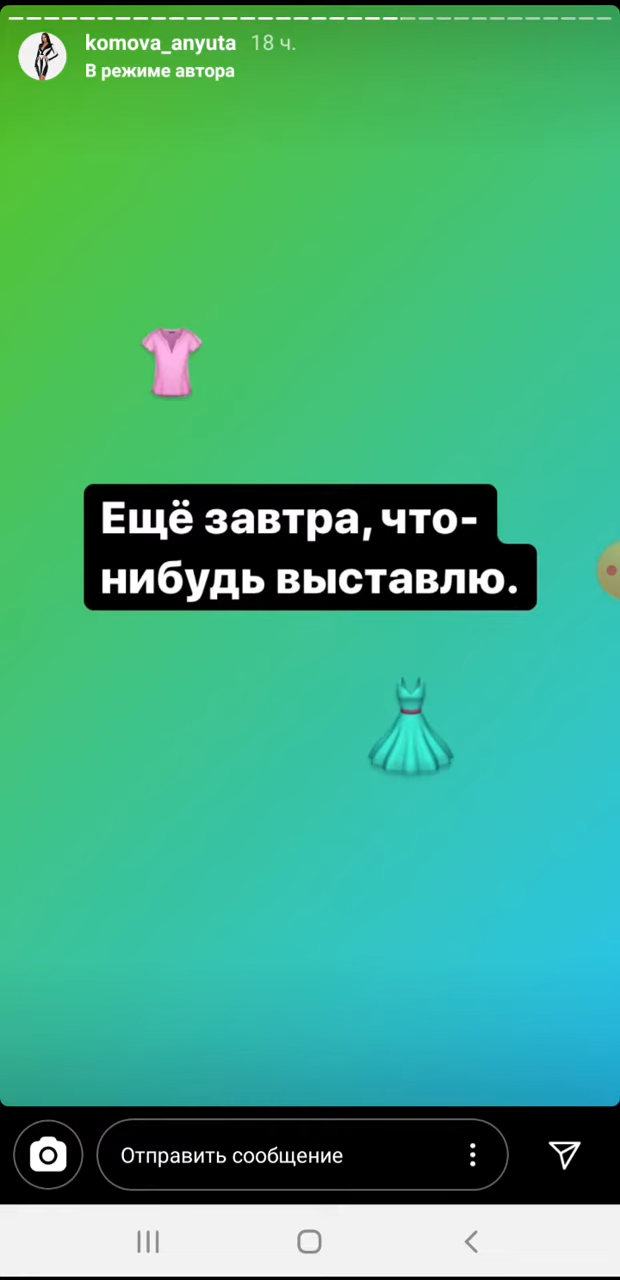 komova_anyuta 18 ч.
В режиме автора
Ещё завтра, что-
нибудь выставлю.
Отправить сообщение